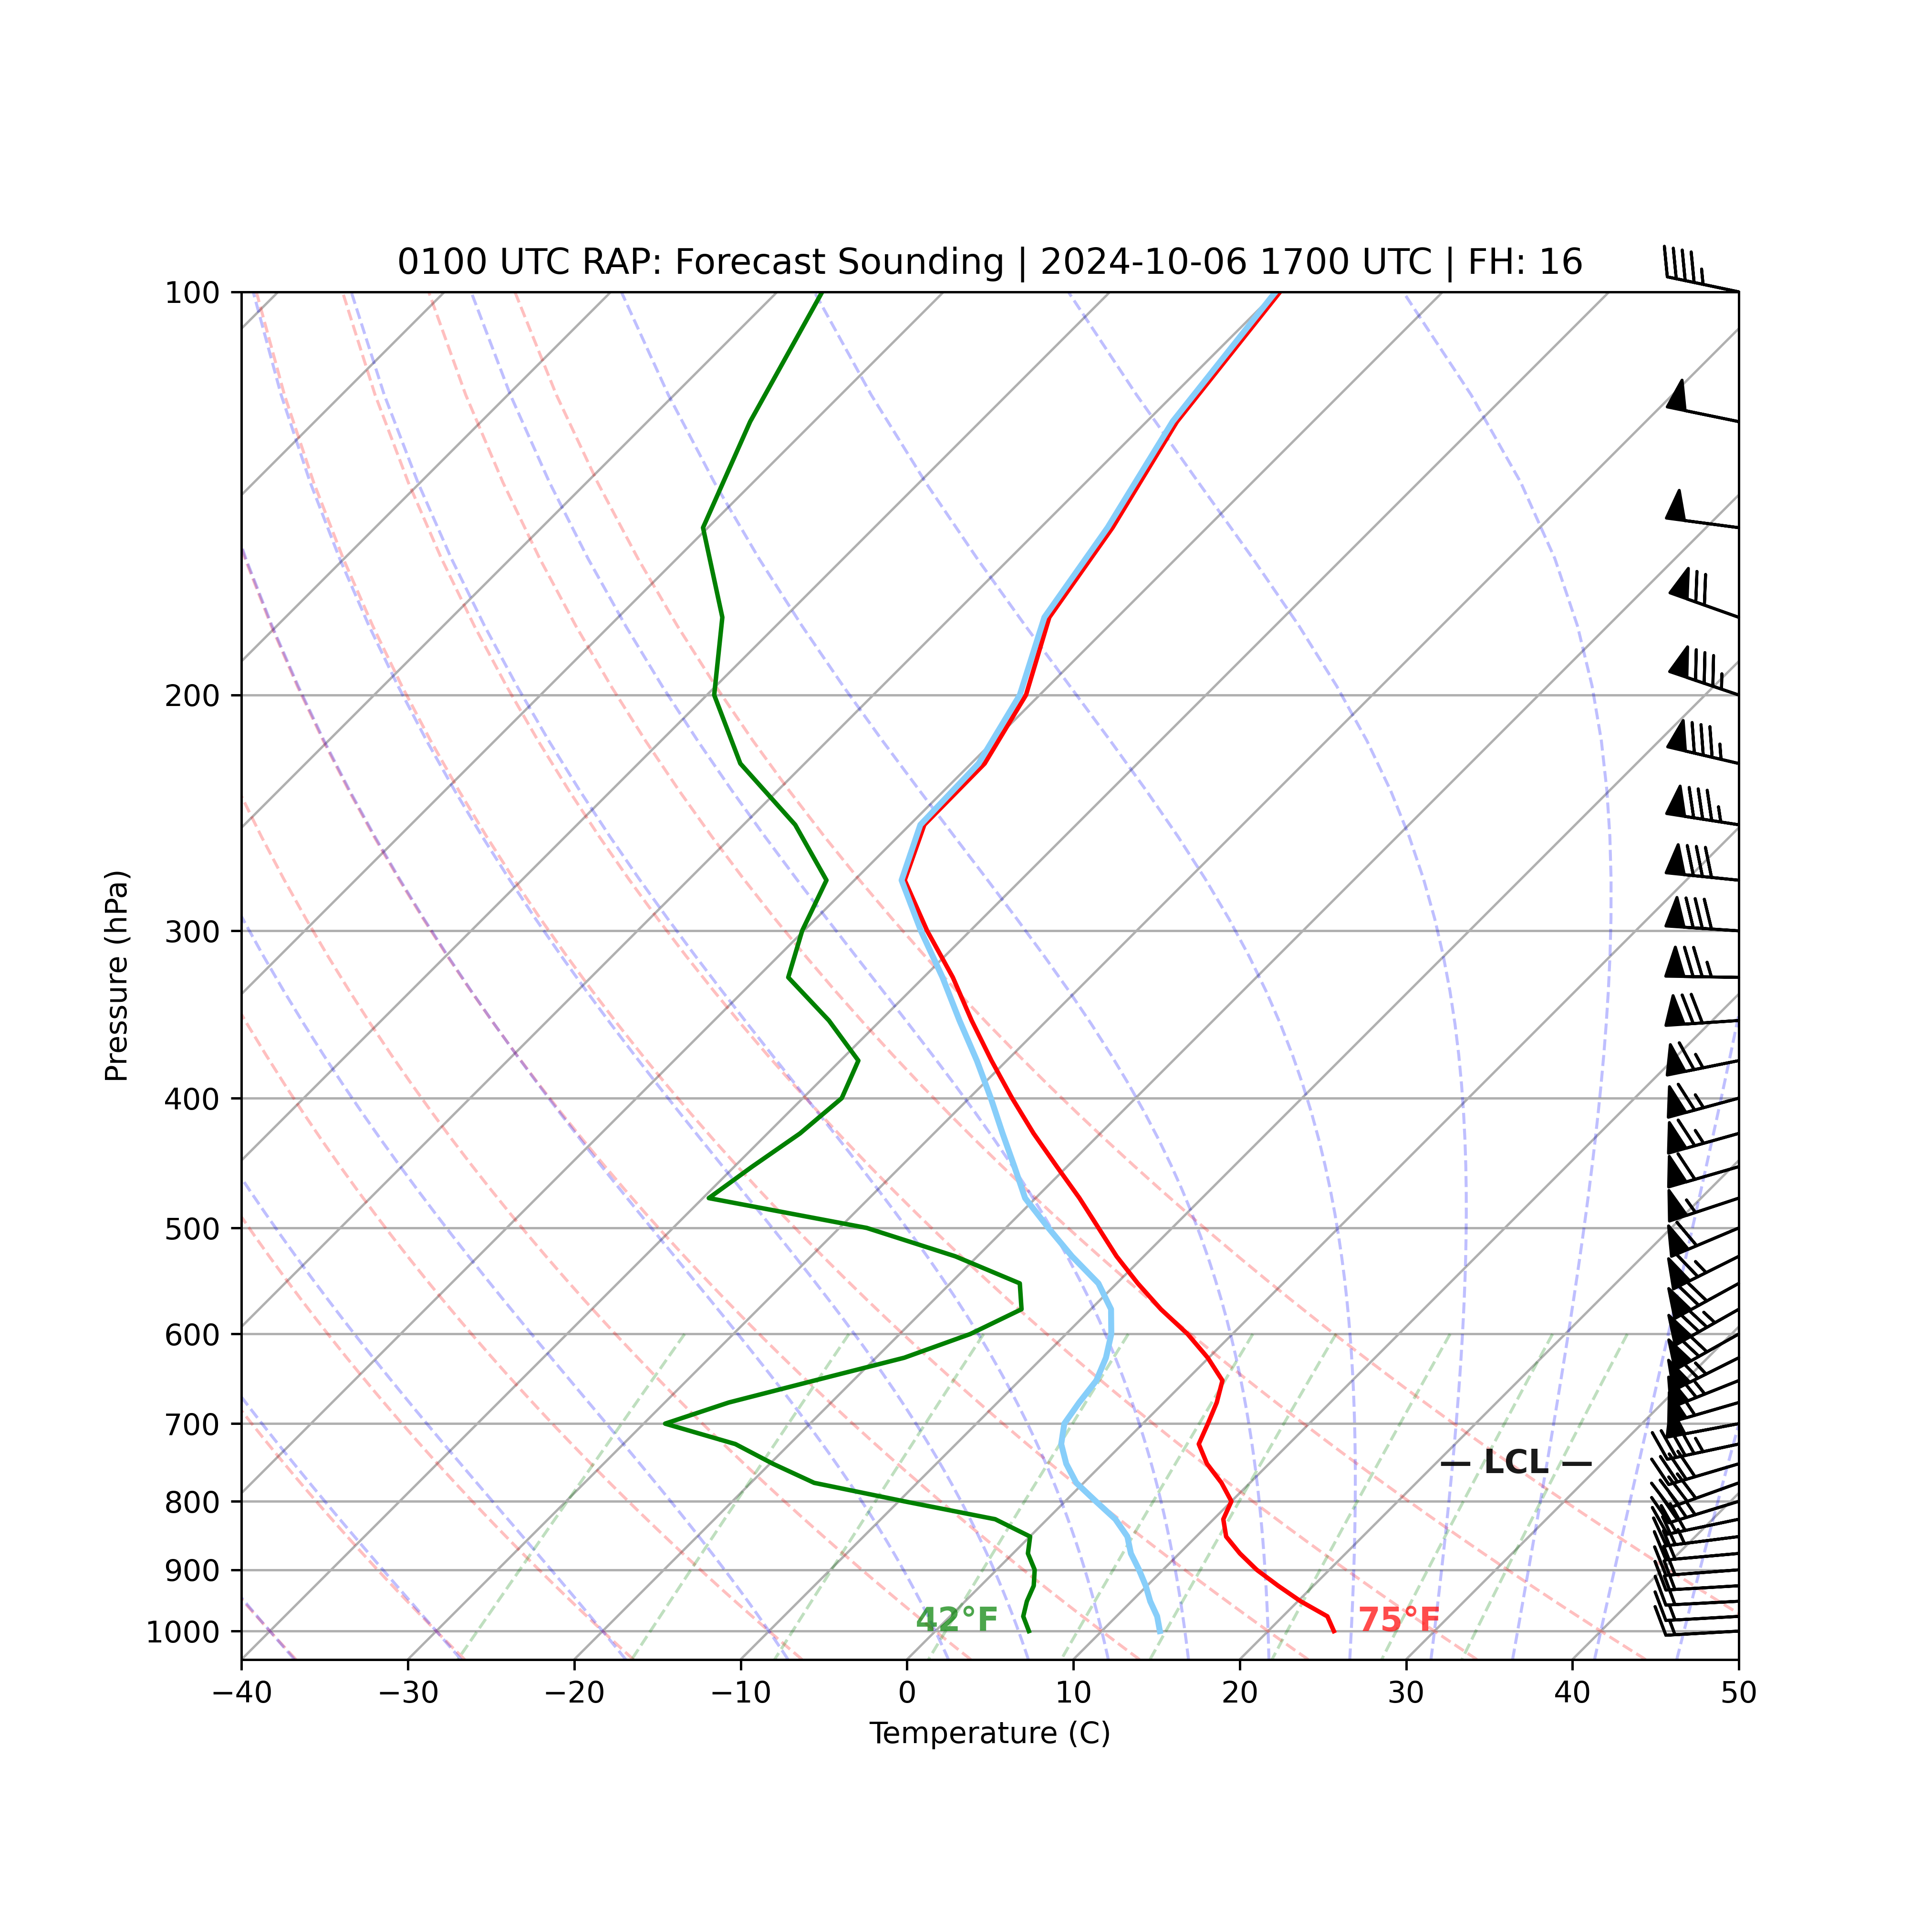 0100 UTC RAP: Forecast Sounding | 2024-10-06 1700 UTC | FH: 16
100
200
300
400
500
600
700
800
900
1000
Pressure (hPa)
— LCL —
42°F
75°F
−40 −30 −20 −10 0 10 20 30 40 50
Temperature (C)